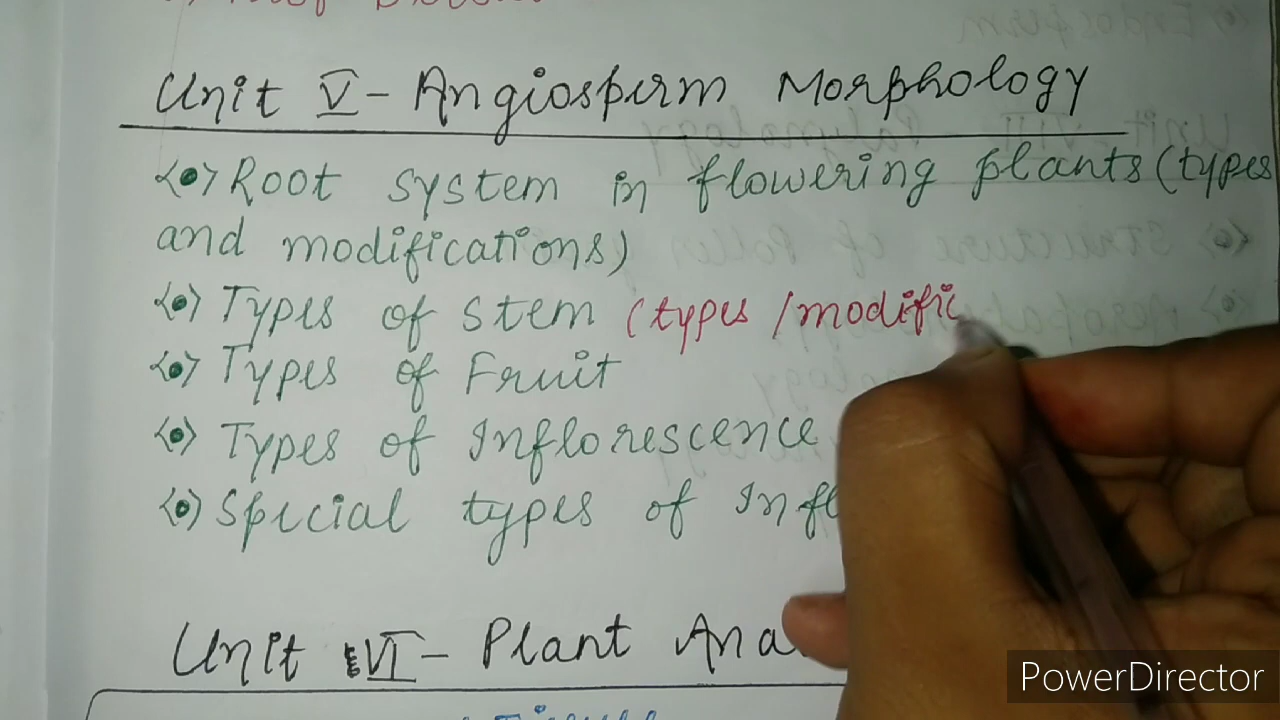 Unit V - Angiosperm Morphology
Root system in flowering plants (types
and modifications)
Types of stem (types / modific
Types of Fruit
Types of Inflorescence
Special types of Infl
Unit VI - Plant Ana
PowerDirector